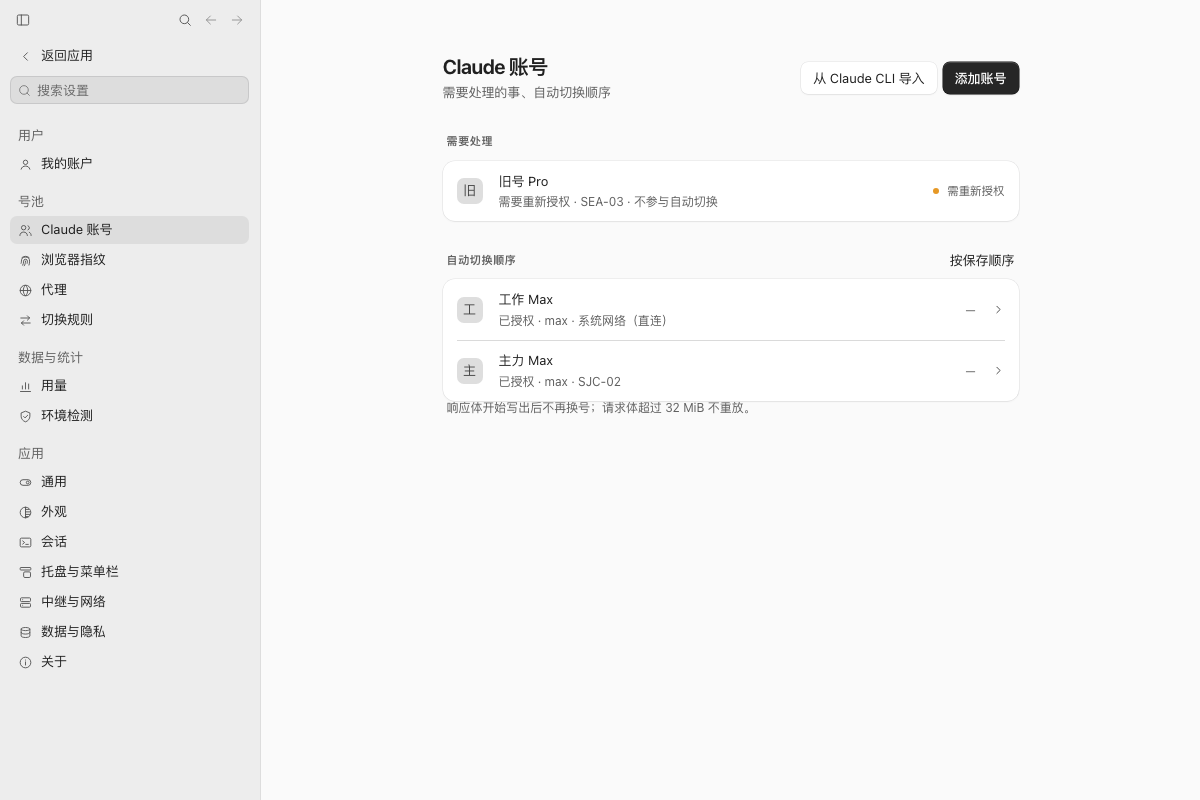 返回应用
搜索设置
用户
我的账户
号池
Claude 账号
浏览器指纹
代理
切换规则
数据与统计
用量
环境检测
应用
通用
外观
会话
托盘与菜单栏
中继与网络
数据与隐私
关于
Claude 账号
需要处理的事、自动切换顺序
从 Claude CLI 导入
添加账号
需要处理
旧
旧号 Pro
需要重新授权 · SEA-03 · 不参与自动切换
需重新授权
自动切换顺序
按保存顺序
工
工作 Max
已授权 · max · 系统网络（直连）
–
主
主力 Max
已授权 · max · SJC-02
–
响应体开始写出后不再换号；请求体超过 32 MiB 不重放。